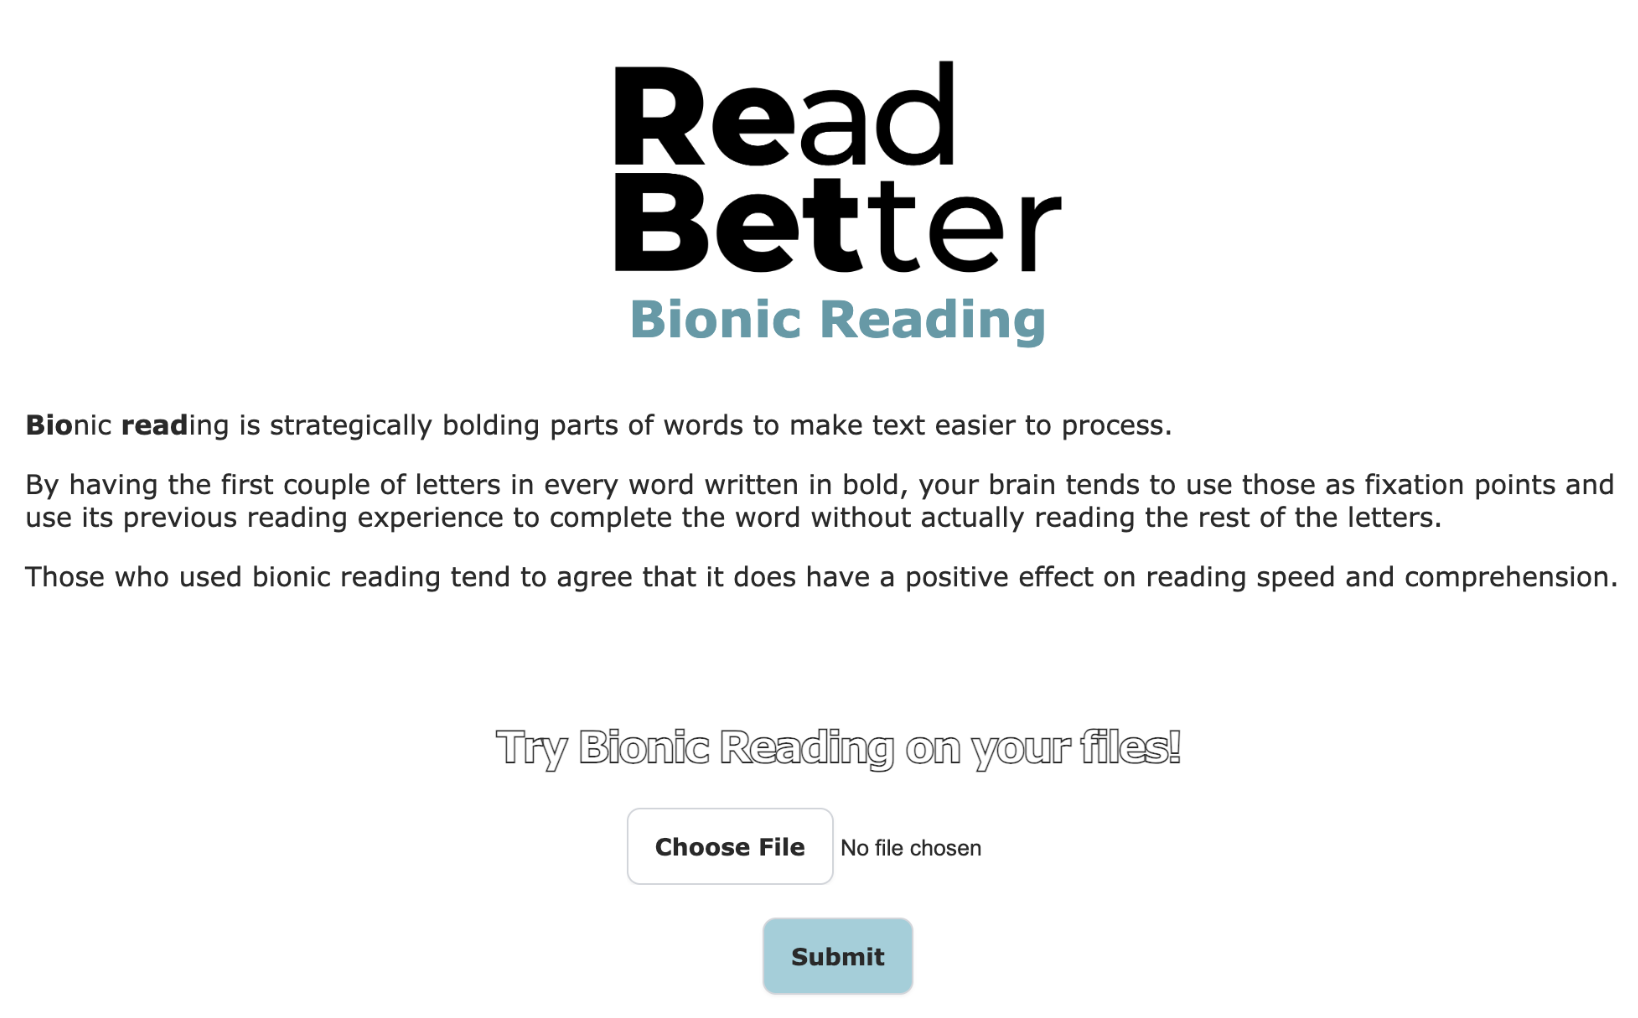 Read
Better
Bionic Reading
Bionic reading is strategically bolding parts of words to make text easier to process.
By having the first couple of letters in every word written in bold, your brain tends to use those as fixation points and
use its previous reading experience to complete the word without actually reading the rest of the letters.
Those who used bionic reading tend to agree that it does have a positive effect on reading speed and comprehension.
Try Bionic Reading on your files!
Choose File No file chosen
Submit